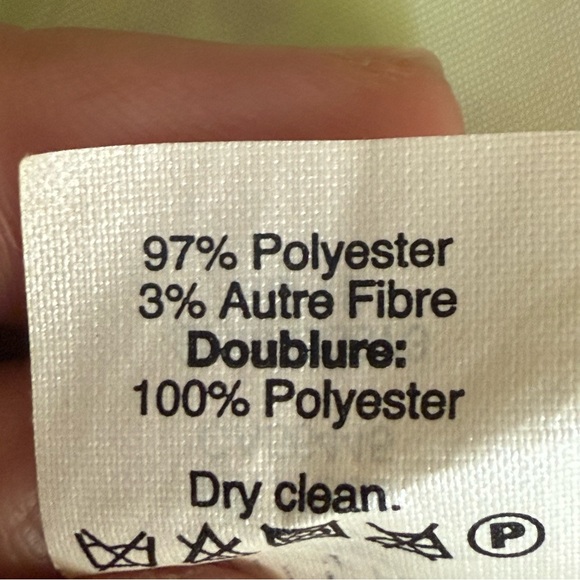 97% Polyester
3% Autre Fibre
Doublure:
100% Polyester
Dry clean.
P